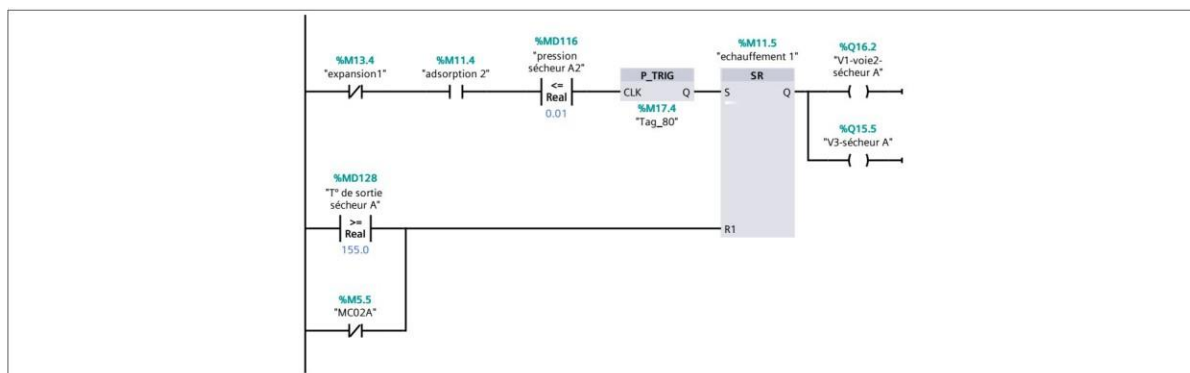 %M13.4
"expansion1"
%M11.4
"adsorption 2"
%MD116
"pression
sécheur A2"
<=
Real
0.01
P_TRIG
CLK Q
%M17.4
"Tag_80"
%M11.5
"echauffement 1"
SR
S Q
R1
%Q16.2
"V1-voie2-
sécheur A"
%Q15.5
"V3-sécheur A"
%MD128
"T° de sortie
sécheur A"
>=
Real
155.0
%M5.5
"MC02A"